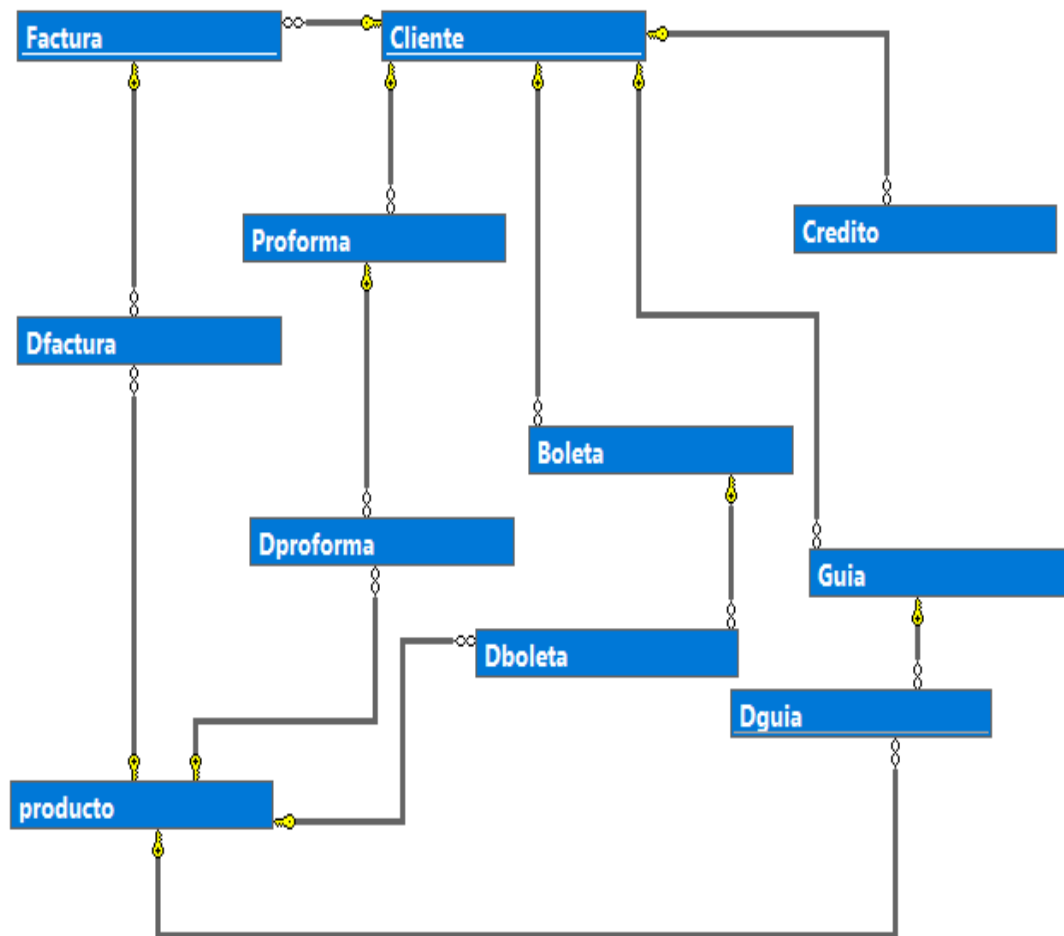 Factura
Cliente
Proforma
Credito
Dfactura
Boleta
Dproforma
Guia
Dboleta
Dguia
producto